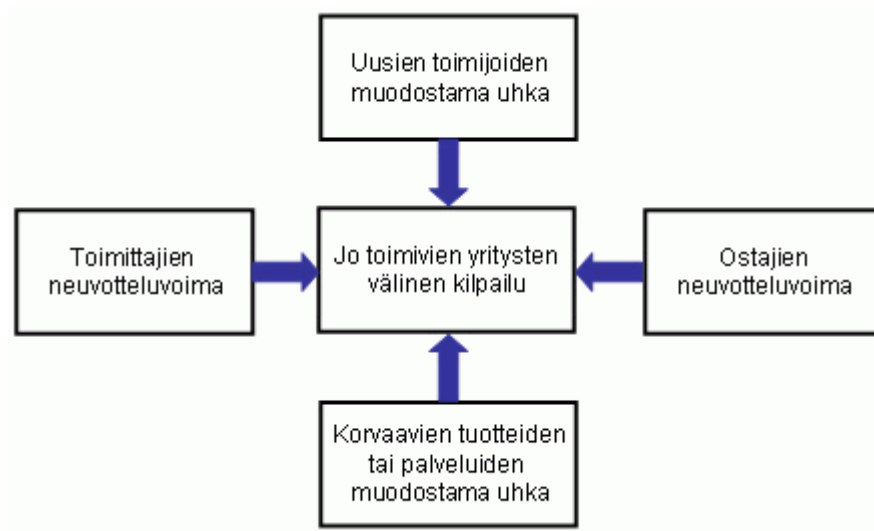 Uusien toimijoiden
muodostama uhka
Toimittajien
neuvotteluvoima
Jo toimivien yritysten
välinen kilpailu
Ostajien
neuvotteluvoima
Korvaavien tuotteiden
tai palveluiden
muodostama uhka